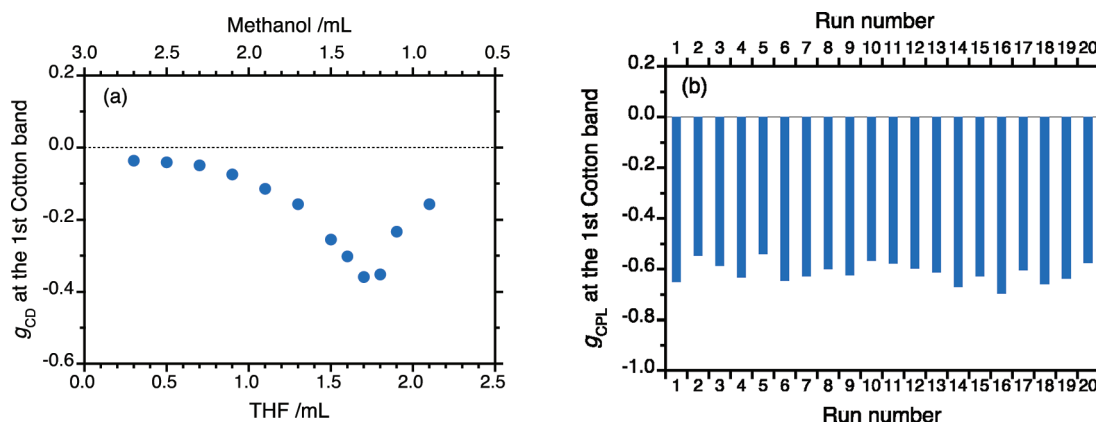 Methanol /mL
3.0 2.5 2.0 1.5 1.0 0.5
(a)
0.2
0.0
-0.2
-0.4
-0.6
gCD at the 1st Cotton band
0.0 0.5 1.0 1.5 2.0 2.5
THF /mL
Run number
1 2 3 4 5 6 7 8 9 10 11 12 13 14 15 16 17 18 19 20
(b)
0.2
0.0
-0.2
-0.4
-0.6
-0.8
-1.0
gCPL at the 1st Cotton band
1 2 3 4 5 6 7 8 9 10 11 12 13 14 15 16 17 18 19 20
Run number